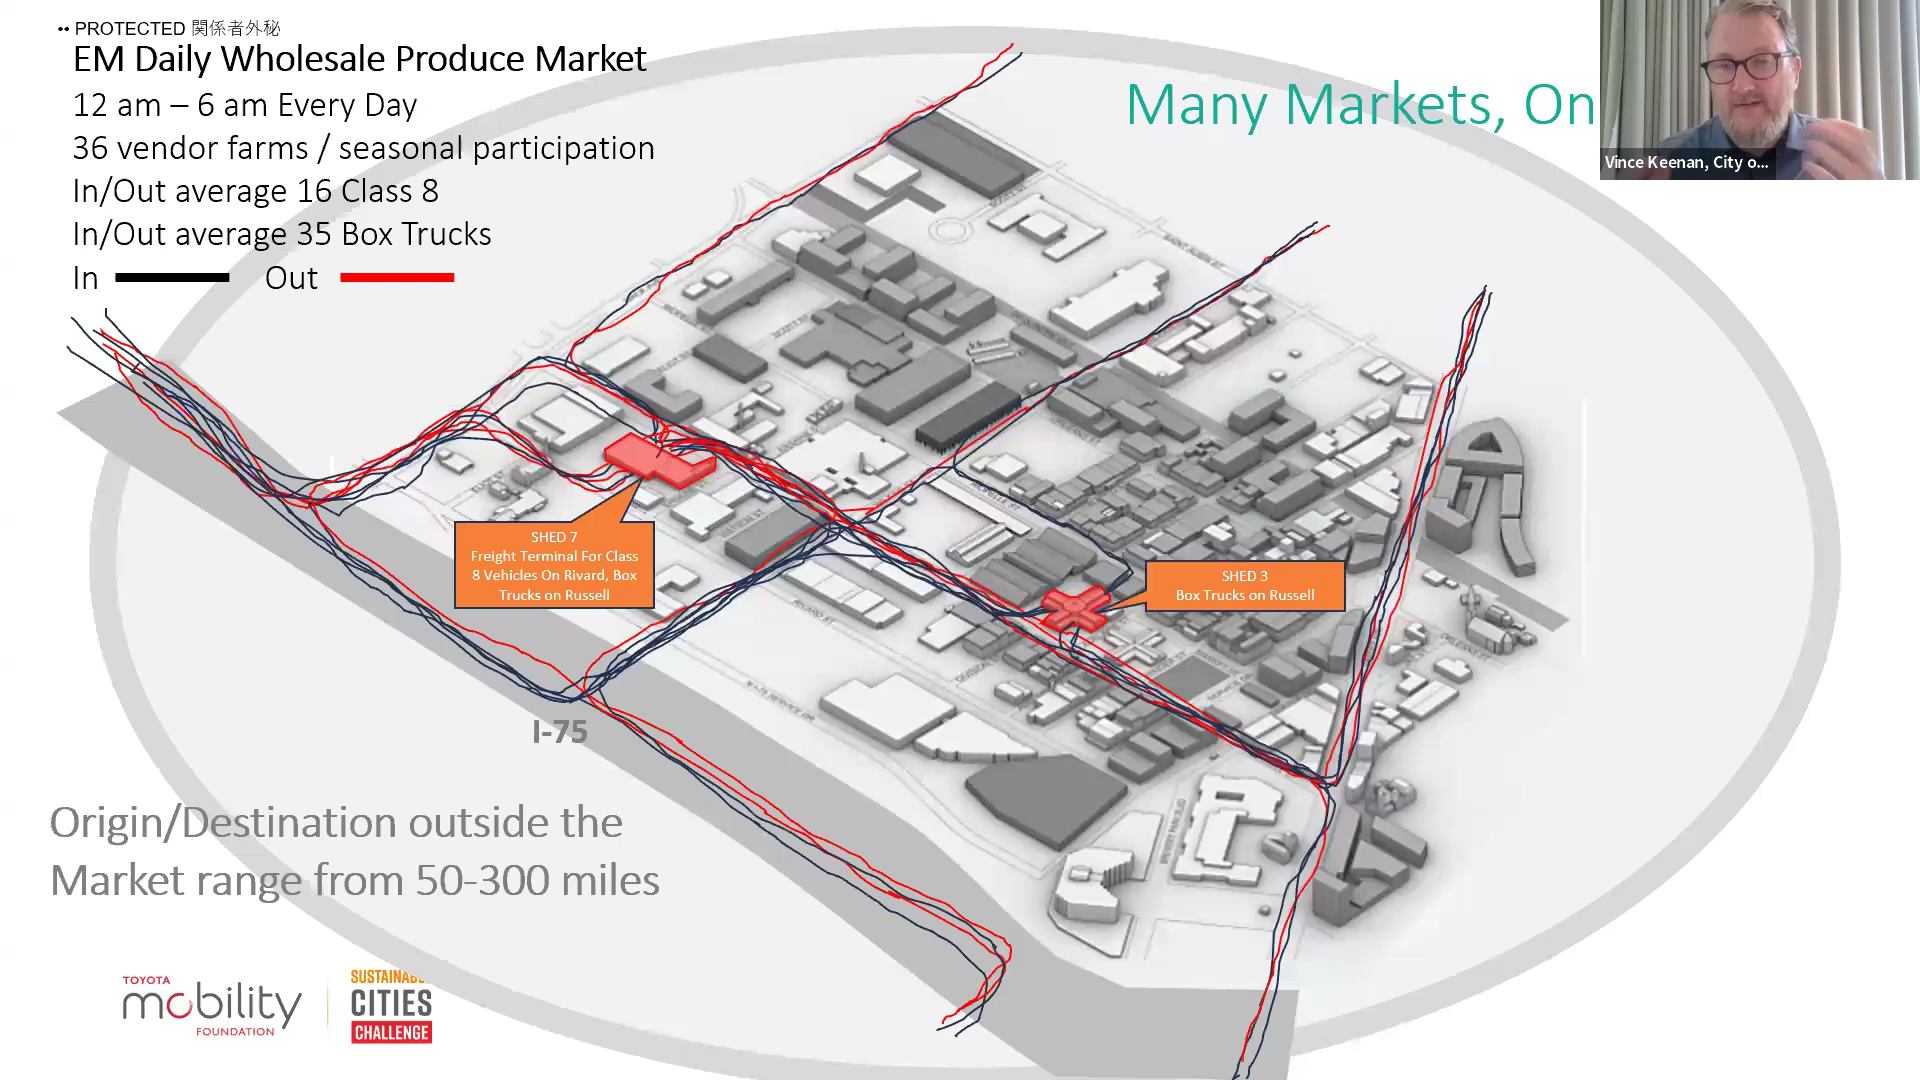 •• PROTECTED 関係者外秘
EM Daily Wholesale Produce Market
12 am – 6 am Every Day
36 vendor farms / seasonal participation
In/Out average 16 Class 8
In/Out average 35 Box Trucks
In Out
Many Markets, On
Vince Keenan, City o...
SHED 7
Freight Terminal For Class
8 Vehicles On Rivard, Box
Trucks on Russell
SHED 3
Box Trucks on Russell
I-75
Origin/Destination outside the
Market range from 50-300 miles
TOYOTA
mobility
FOUNDATION
SUSTAINABLE
CITIES
CHALLENGE